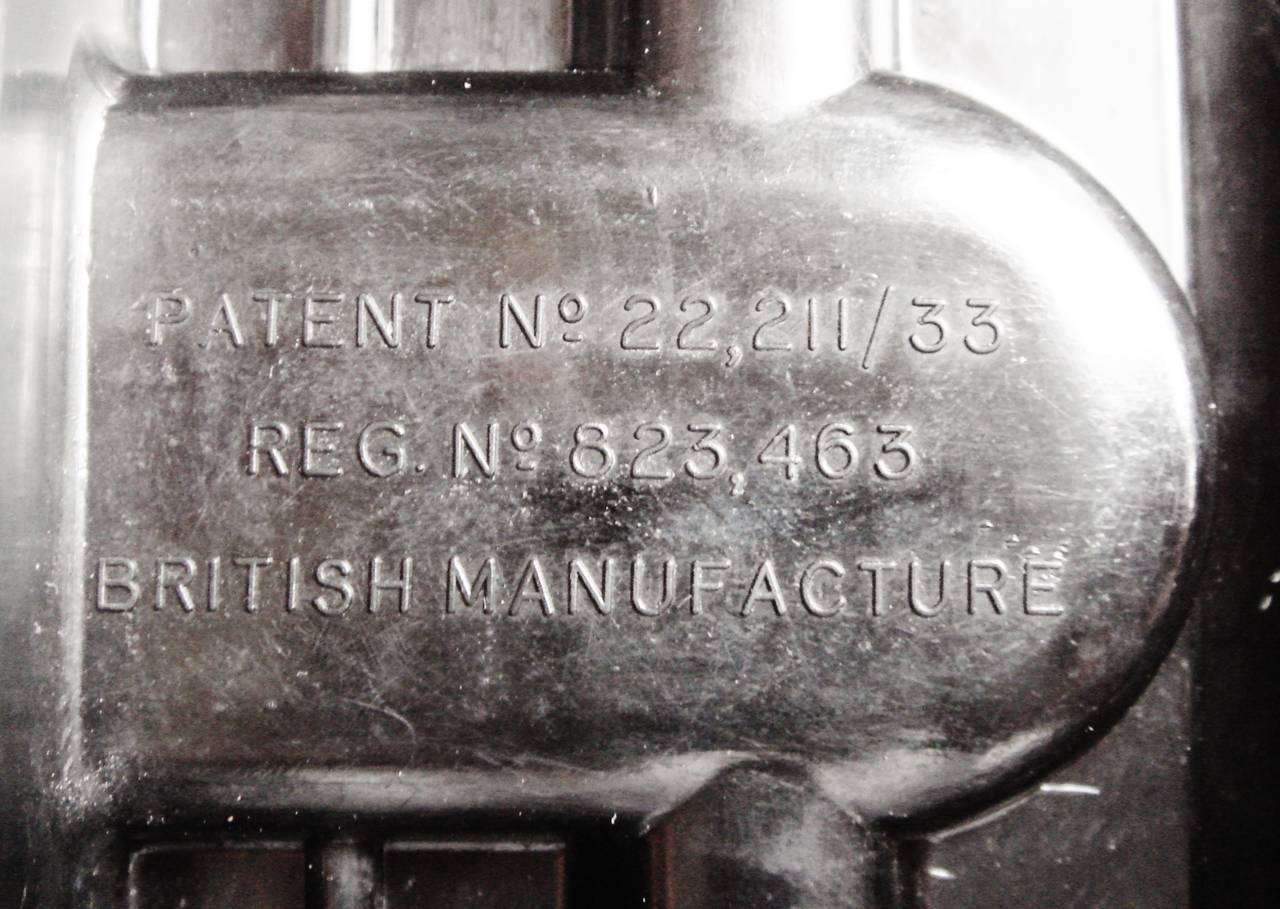 PATENT Nº 22,211/33
REG. Nº 823,463
BRITISH MANUFACTURE